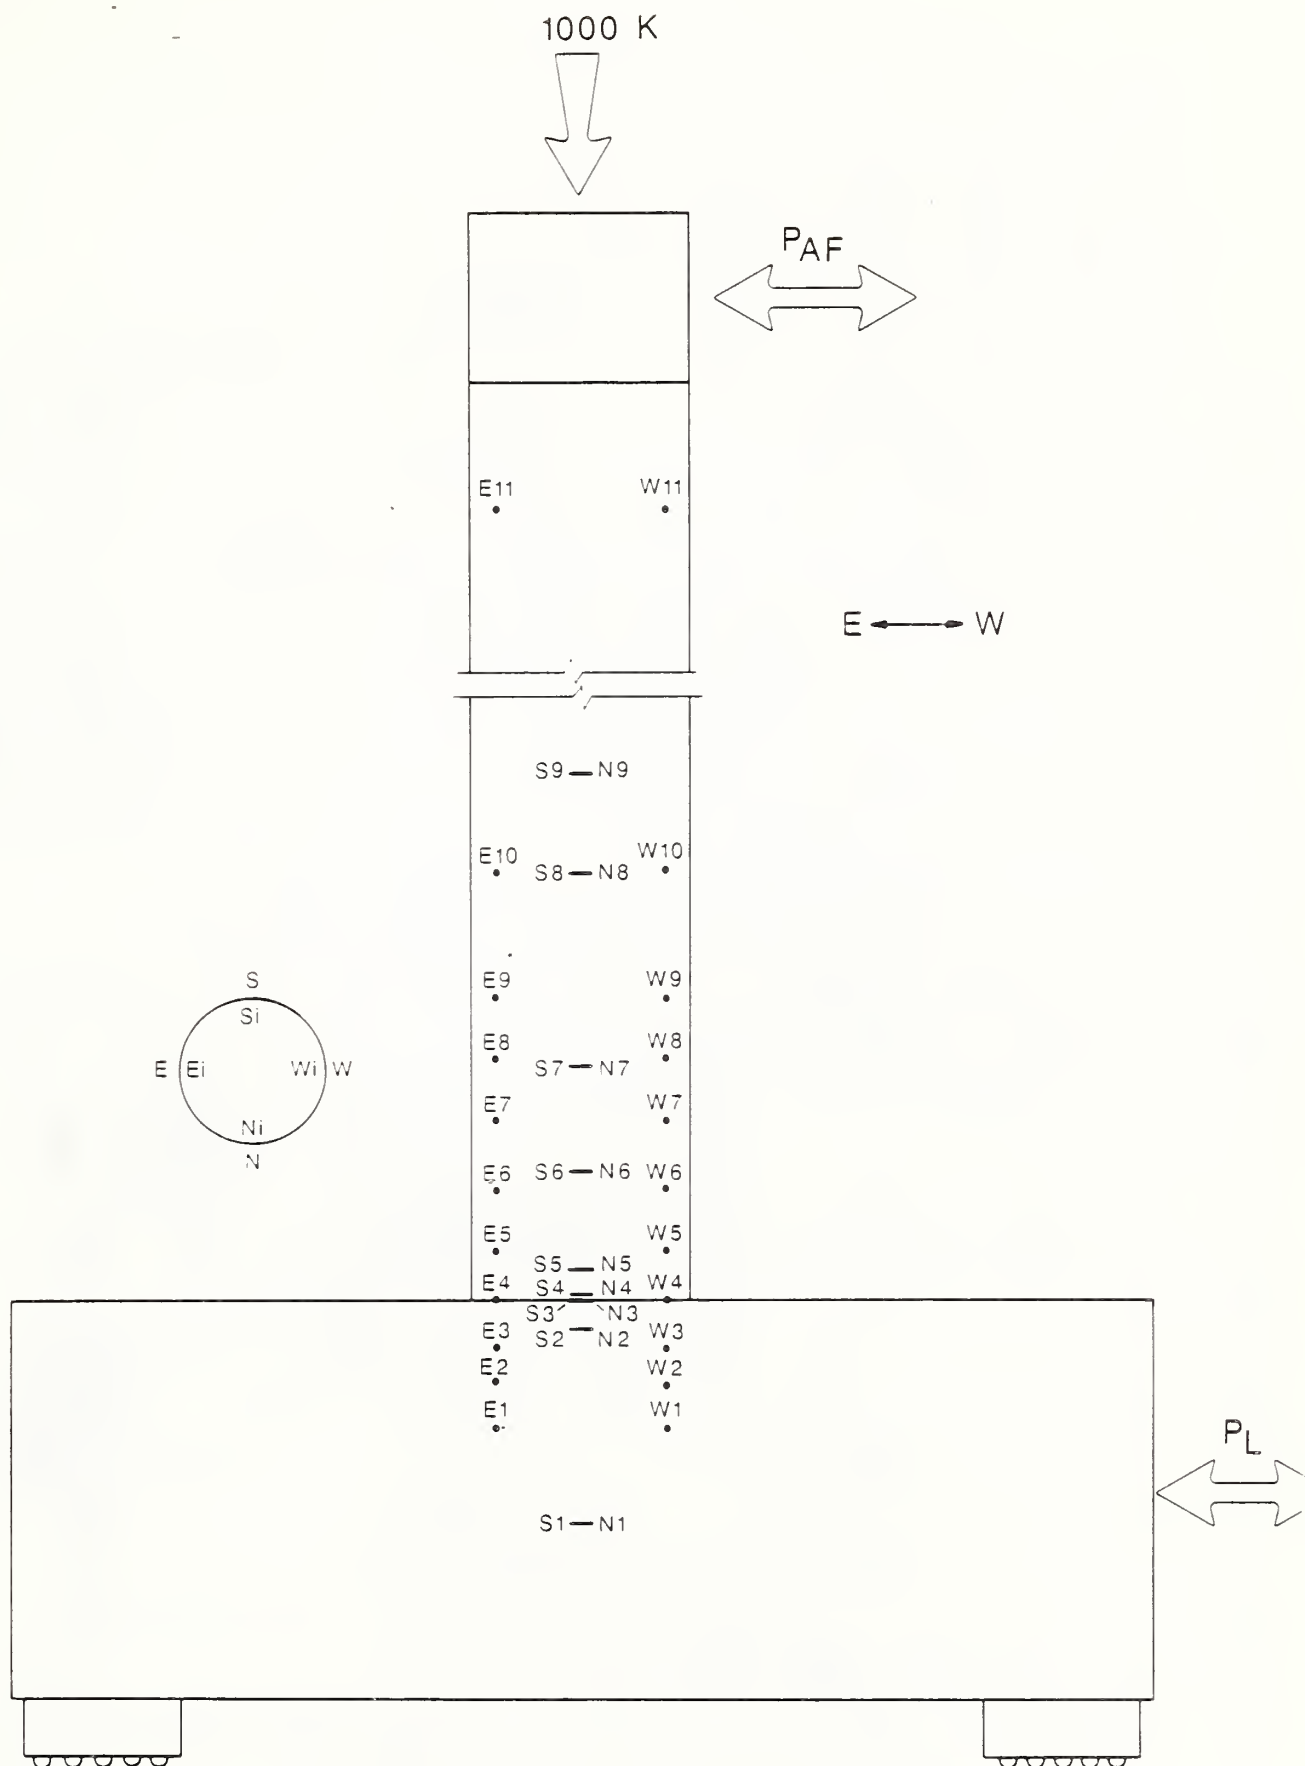 1000 K
PAF
E11 W11
E W
S9 N9
E10 S8 N8 W10
E9 W9
S
Si
E8 W8
E Ei Wi W
S7 N7
E7 W7
Ni
N
E6 S6 N6 W6
E5 W5
S5 N5
E4 S4 N4 W4
S3 N3
E3 S2 N2 W3
E2 W2
E1 W1
PL
S1 N1